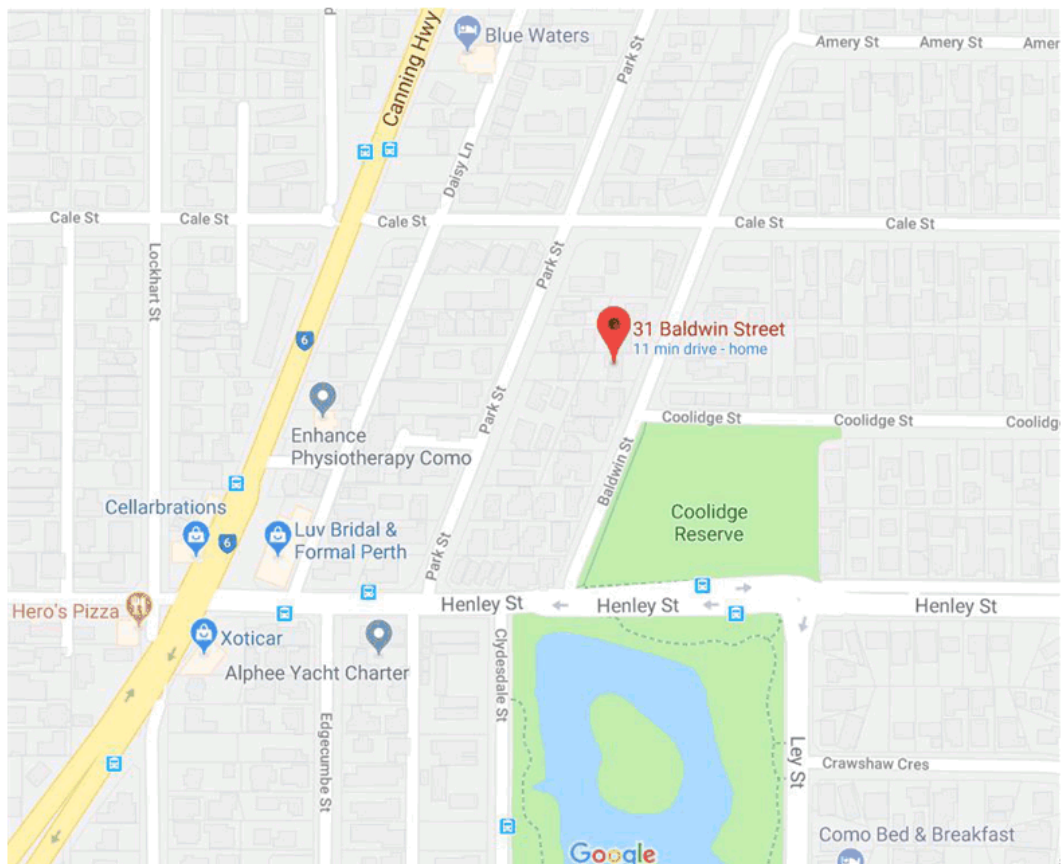 p
Canning Hwy
Blue Waters
Park St
Amery St
Amery St
Amer
Daisy Ln
Cale St
Cale St
Cale St
Cale St
Cale St
Lockhart St
Park St
31 Baldwin Street
11 min drive - home
6
Enhance
Physiotherapy Como
Park St
Coolidge St
Coolidge St
Coolidg
Baldwin St
Cellarbrations
Luv Bridal &
Formal Perth
6
Coolidge
Reserve
Park St
Hero's Pizza
Henley St
Henley St
Henley St
Xoticar
Alphee Yacht Charter
Clydesdale St
Edgecumbe St
Ley St
Crawshaw Cres
Como Bed & Breakfast
Google